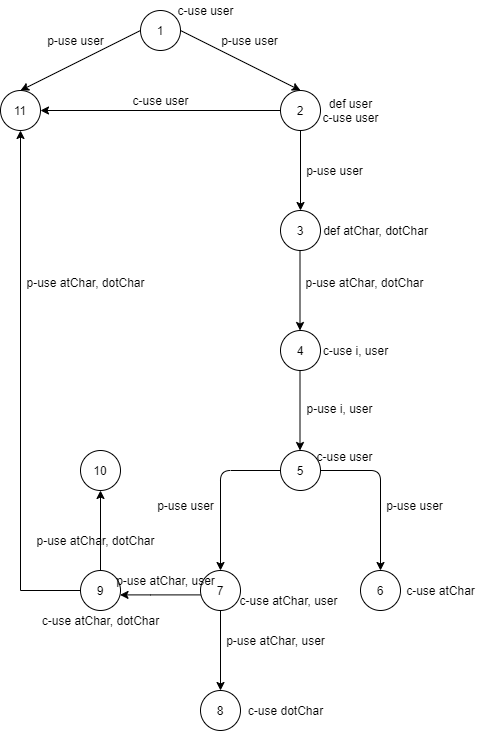 c-use user
1
p-use user
p-use user
c-use user
11
2
def user
c-use user
p-use user
3
def atChar, dotChar
p-use atChar, dotChar
p-use atChar, dotChar
4
c-use i, user
p-use i, user
c-use user
5
10
p-use user
p-use user
p-use atChar, dotChar
p-use atChar, user
9
7
6
c-use atChar
c-use atChar, user
c-use atChar, dotChar
p-use atChar, user
8
c-use dotChar